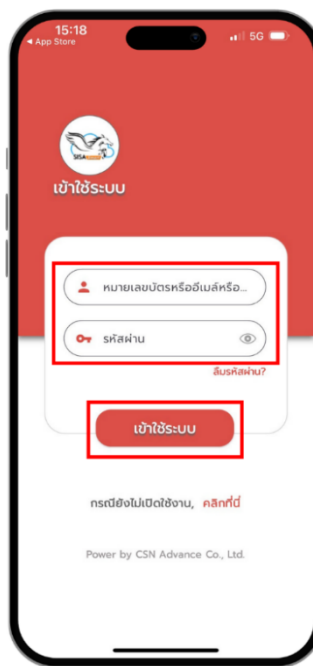 15:18
5G
◀ App Store
SISA
เข้าใช้ระบบ
หมายเลขบัตรหรืออีเมล์หรือ...
รหัสผ่าน
ลืมรหัสผ่าน?
เข้าใช้ระบบ
กรณียังไม่เปิดใช้งาน, คลิกที่นี่
Power by CSN Advance Co., Ltd.